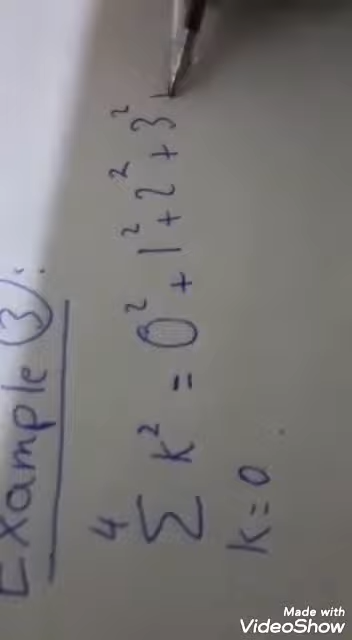 Example (3):
4
∑ k² = 0² + 1² + 2² + 3² +
k=0
Made with
VideoShow